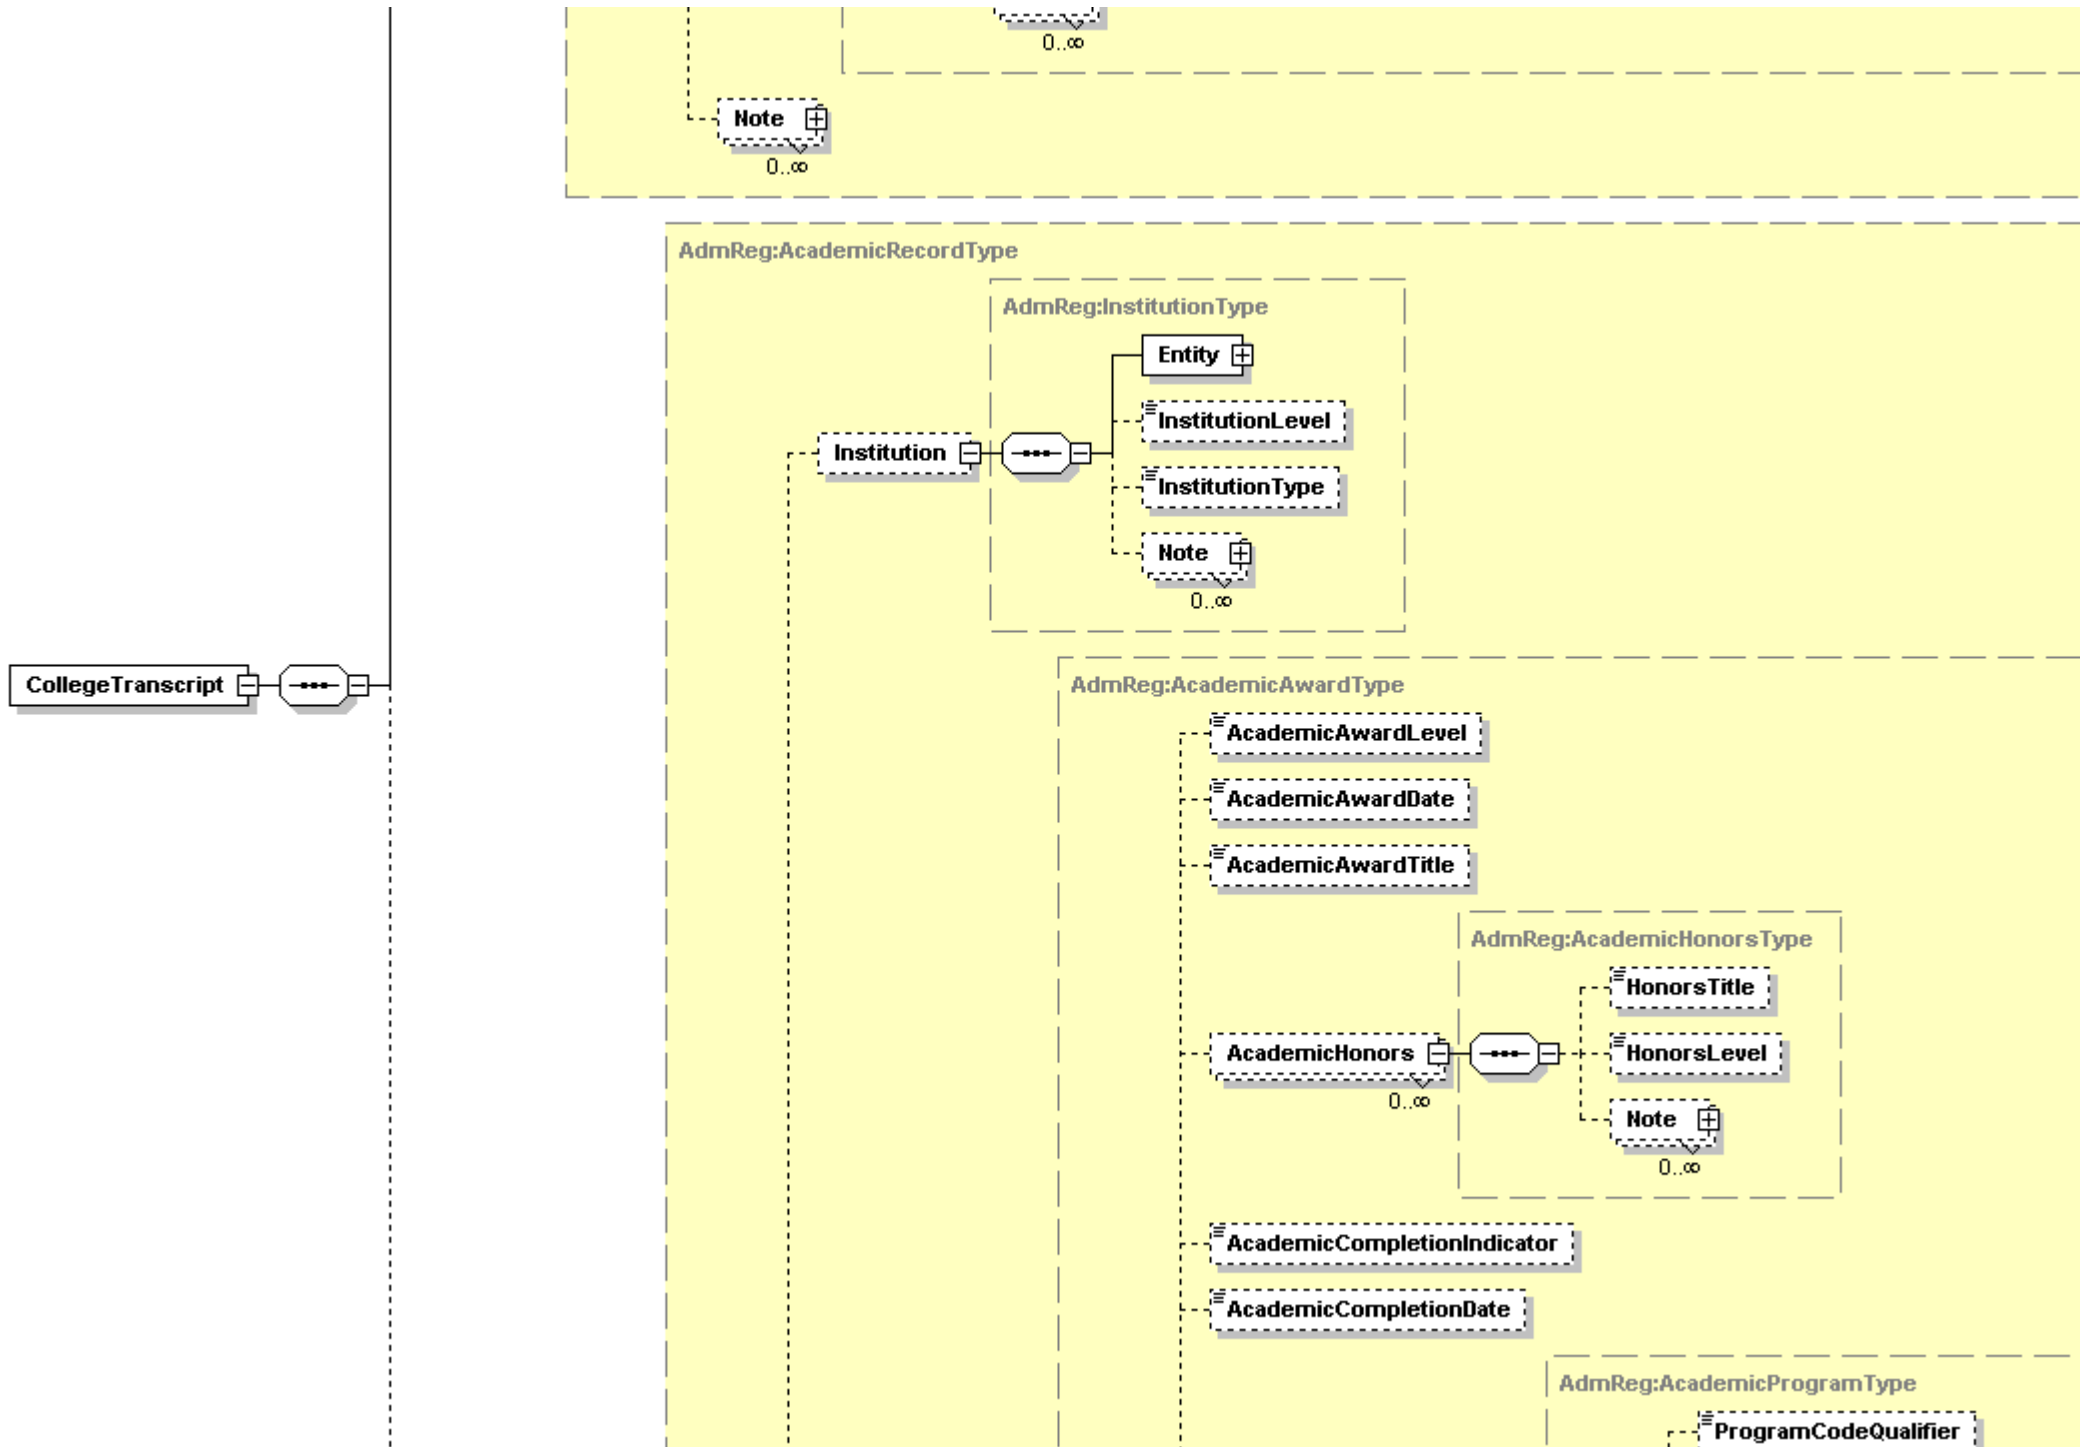 0..∞
Note
0..∞
AdmReg:AcademicRecordType
AdmReg:InstitutionType
Entity
InstitutionLevel
Institution
InstitutionType
Note
0..∞
CollegeTranscript
AdmReg:AcademicAwardType
AcademicAwardLevel
AcademicAwardDate
AcademicAwardTitle
AdmReg:AcademicHonorsType
HonorsTitle
AcademicHonors
HonorsLevel
0..∞
Note
0..∞
AcademicCompletionIndicator
AcademicCompletionDate
AdmReg:AcademicProgramType
ProgramCodeQualifier